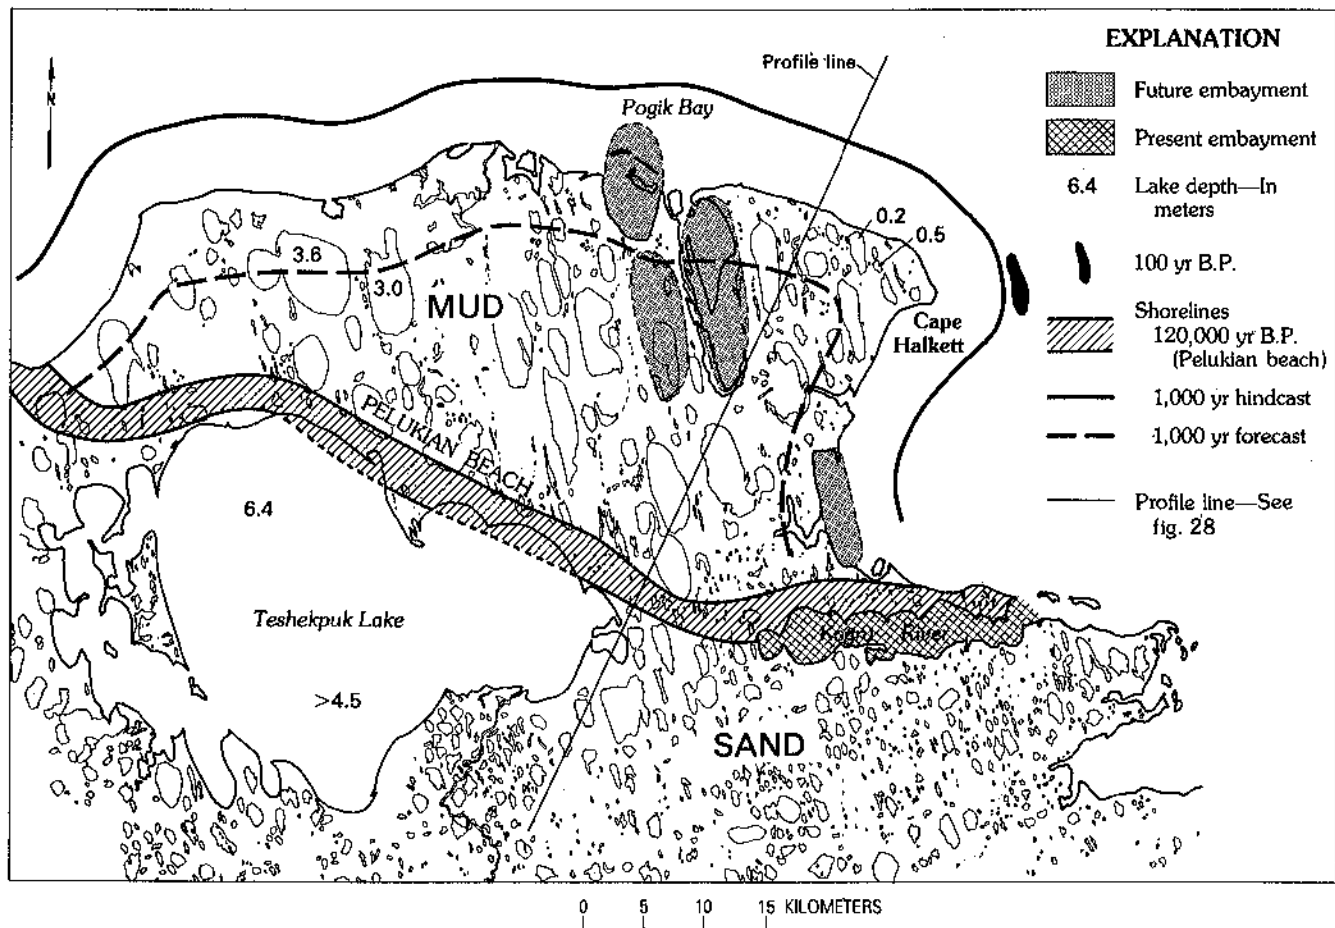 EXPLANATION
Future embayment
Present embayment
6.4 Lake depth—In
meters
100 yr B.P.
Shorelines
120,000 yr B.P.
(Pelukian beach)
1,000 yr hindcast
1,000 yr forecast
Profile line—See
fig. 28
N
Profile line
Pogik Bay
0.2
0.5
3.6
3.0
MUD
Cape
Halkett
PELUKIAN BEACH
6.4
Teshekpuk Lake
>4.5
River
SAND
0 5 10 15 KILOMETERS